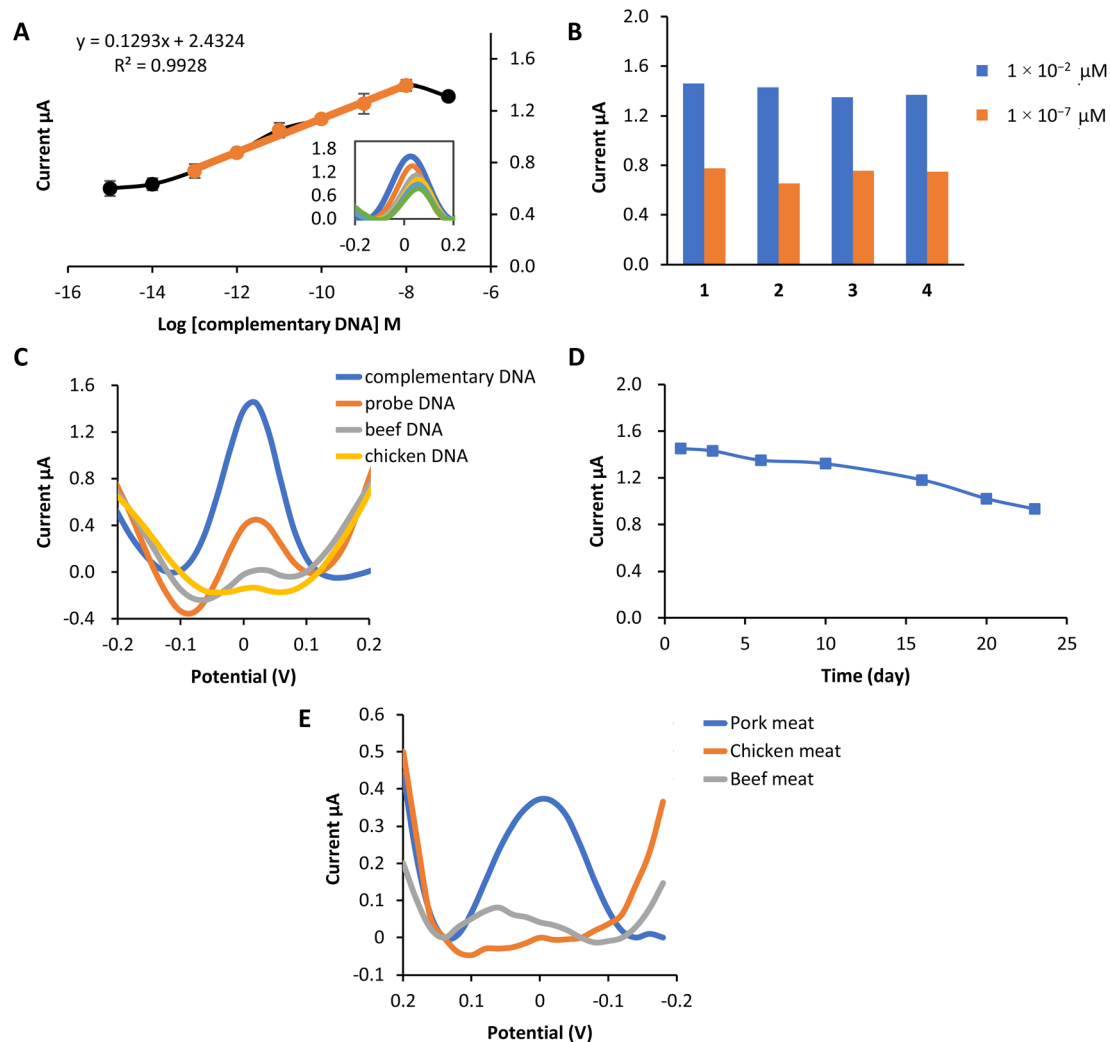 A
y = 0.1293x + 2.4324
R² = 0.9928
Current µA
1.6
1.2
0.8
0.4
0.0
1.8
1.2
0.6
0.0
-0.2 0 0.2
-16 -14 -12 -10 -8 -6
Log [complementary DNA] M
B
Current µA
2.0
1.6
1.2
0.8
0.4
0.0
1 2 3 4
1 × 10⁻² µM
1 × 10⁻⁷ µM
C
Current µA
1.6
1.2
0.8
0.4
0.0
-0.4
-0.2 -0.1 0 0.1 0.2
Potential (V)
complementary DNA
probe DNA
beef DNA
chicken DNA
D
Current µA
2.0
1.6
1.2
0.8
0.4
0.0
0 5 10 15 20 25
Time (day)
E
Current µA
0.6
0.5
0.4
0.3
0.2
0.1
0
-0.1
0.2 0.1 0 -0.1 -0.2
Potential (V)
Pork meat
Chicken meat
Beef meat